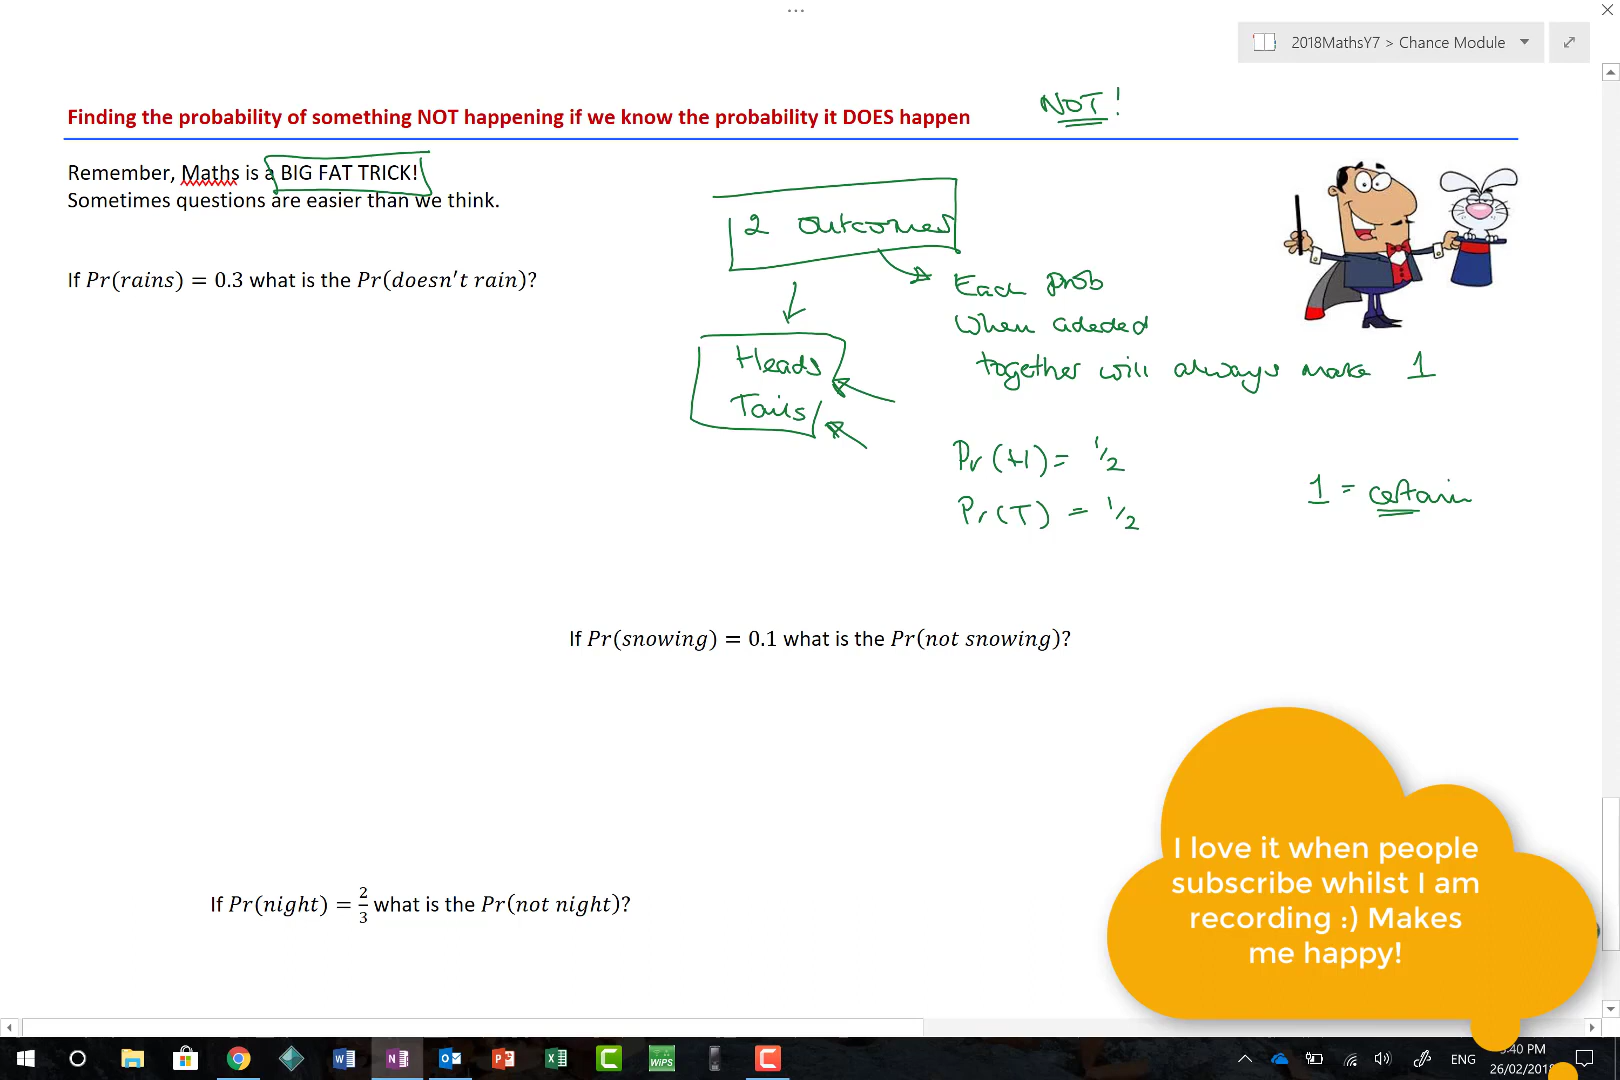 2018MathsY7 > Chance Module
Finding the probability of something NOT happening if we know the probability it DOES happen
NOT!
Remember, Maths is a BIG FAT TRICK!
Sometimes questions are easier than we think.
2 outcomes
If Pr(rains) = 0.3 what is the Pr(doesn't rain)?
Each prob
when adeded
together will always make 1
Heads
Tails
Pr(H) = 1/2
Pr(T) = 1/2
1 = certain
If Pr(snowing) = 0.1 what is the Pr(not snowing)?
If Pr(night) = 2/3 what is the Pr(not night)?
I love it when people
subscribe whilst I am
recording :) Makes
me happy!
WiPS
ENG
:40 PM
26/02/201